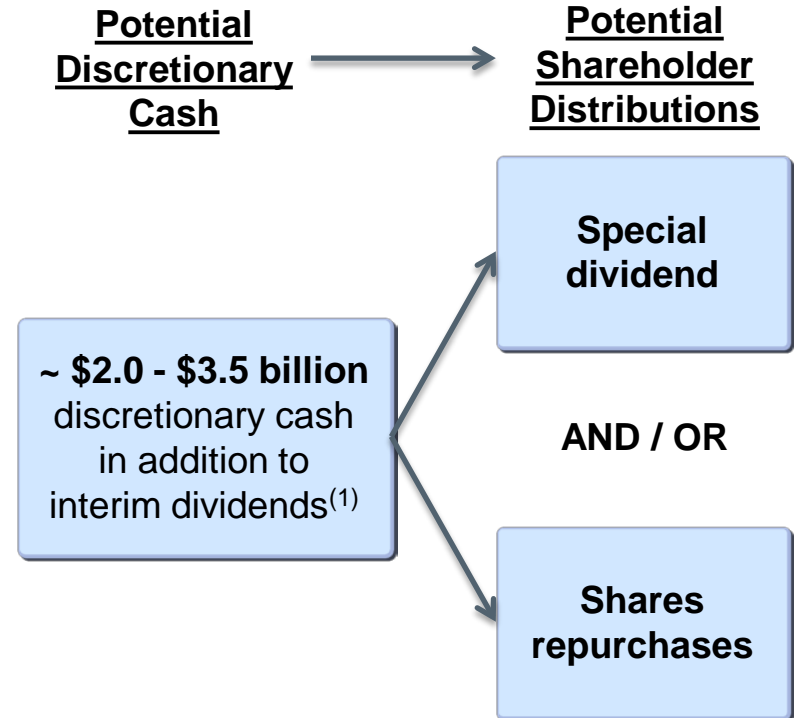 Potential
Discretionary
Cash
Potential
Shareholder
Distributions
Special
dividend
~ $2.0 - $3.5 billion
discretionary cash
in addition to
interim dividends(1)
AND / OR
Shares
repurchases